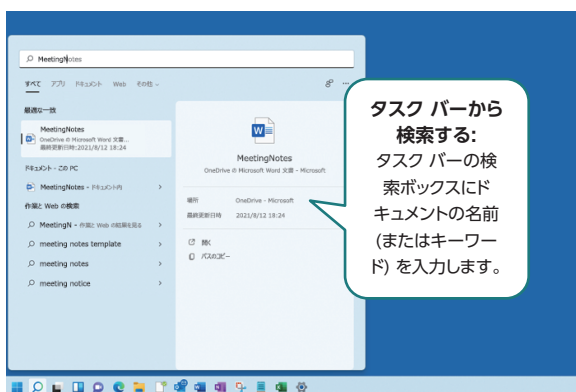 MeetingNotes
すべて アプリ ドキュメント Web その他
最適な一致
MeetingNotes
OneDrive の Microsoft Word 文書...
最終更新日時:2021/8/12 18:24
ドキュメント - この PC
MeetingNotes - ドキュメント内
作業と Web の検索
MeetingN - 作業と Web の結果を見る
meeting notes template
meeting notes
meeting notice
MeetingNotes
OneDrive の Microsoft Word 文書 - Microsoft
場所 OneDrive - Microsoft
最終更新日時 2021/8/12 18:24
開く
パスのコピー
タスク バーから
検索する:
タスク バーの検
索ボックスにド
キュメントの名前
(またはキーワー
ド) を入力します。